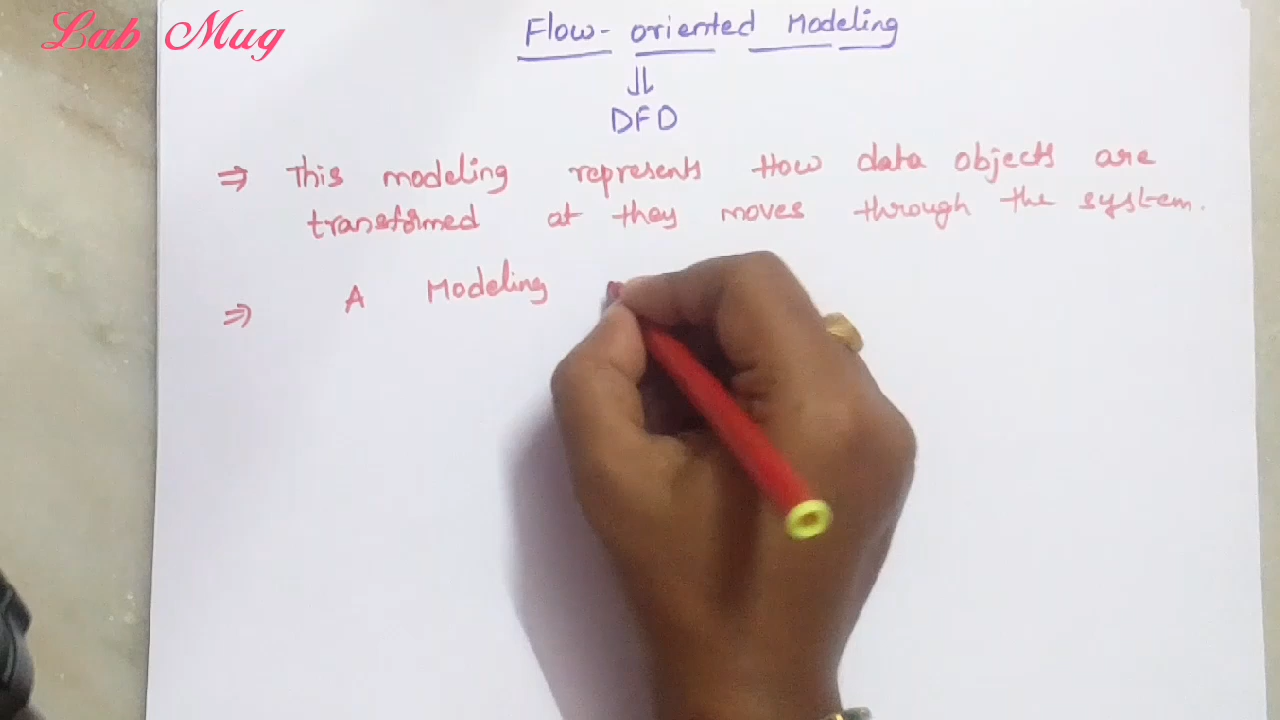 Lab Mug
Flow-oriented Modeling
⇓
DFD
⇒ This modeling represents How data objects are
transformed at they moves through the system.
⇒ A Modeling